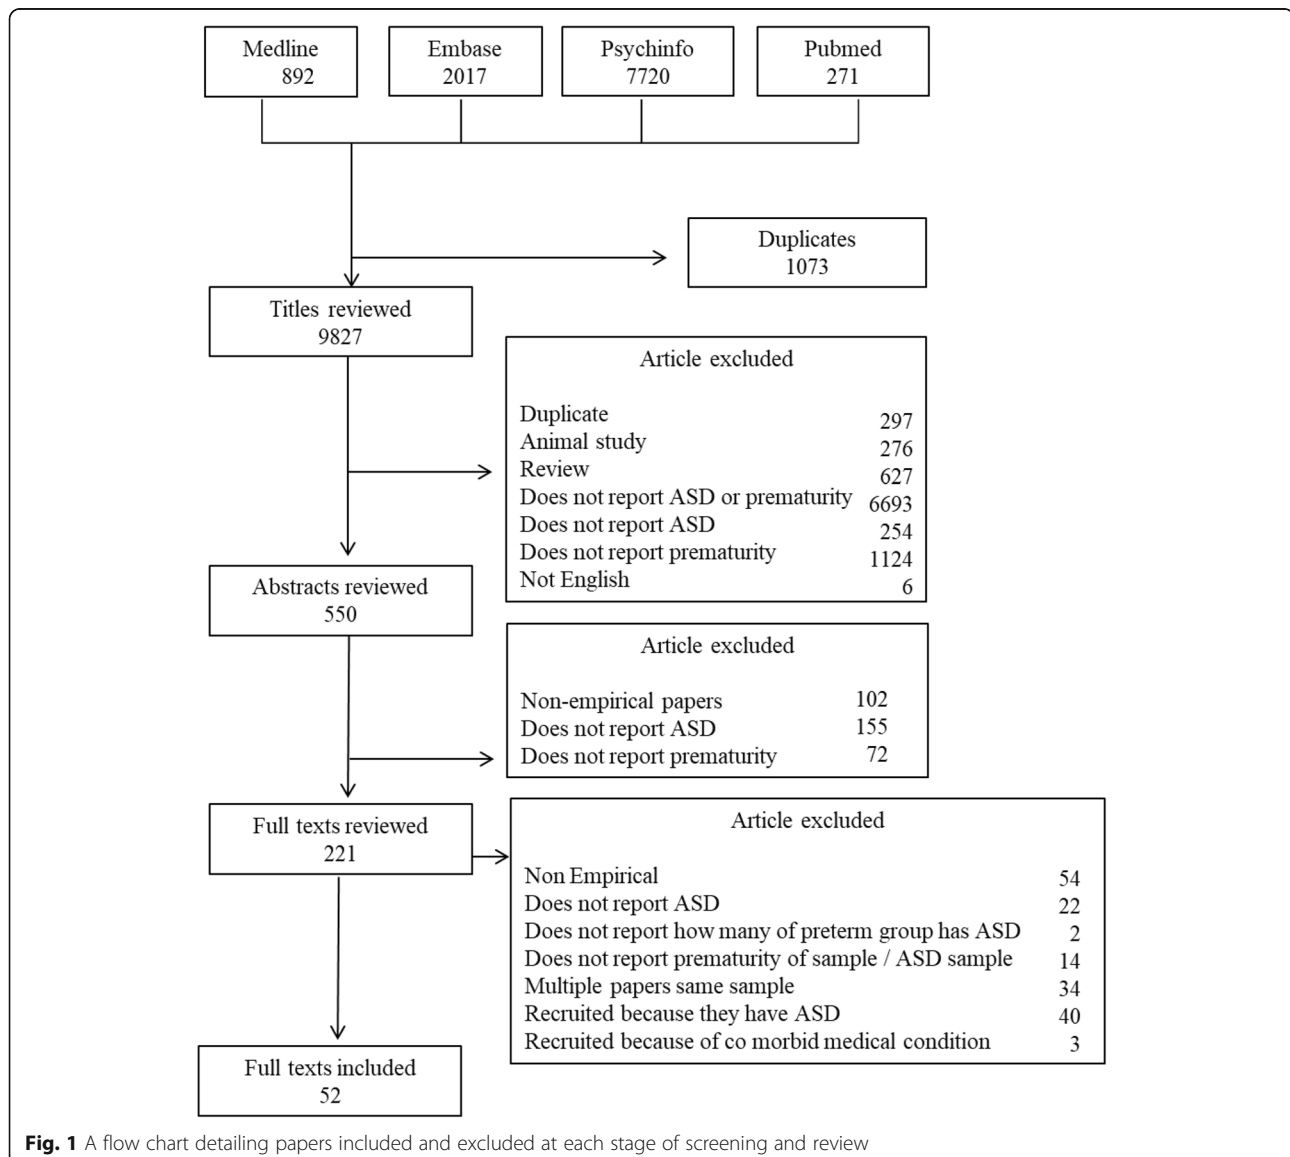 Medline
892
Embase
2017
Psychinfo
7720
Pubmed
271
Duplicates
1073
Titles reviewed
9827
Article excluded
Duplicate 297
Animal study 276
Review 627
Does not report ASD or prematurity 6693
Does not report ASD 254
Does not report prematurity 1124
Not English 6
Abstracts reviewed
550
Article excluded
Non-empirical papers 102
Does not report ASD 155
Does not report prematurity 72
Full texts reviewed
221
Article excluded
Non Empirical 54
Does not report ASD 22
Does not report how many of preterm group has ASD 2
Does not report prematurity of sample / ASD sample 14
Multiple papers same sample 34
Recruited because they have ASD 40
Recruited because of co morbid medical condition 3
Full texts included
52
Fig. 1 A flow chart detailing papers included and excluded at each stage of screening and review